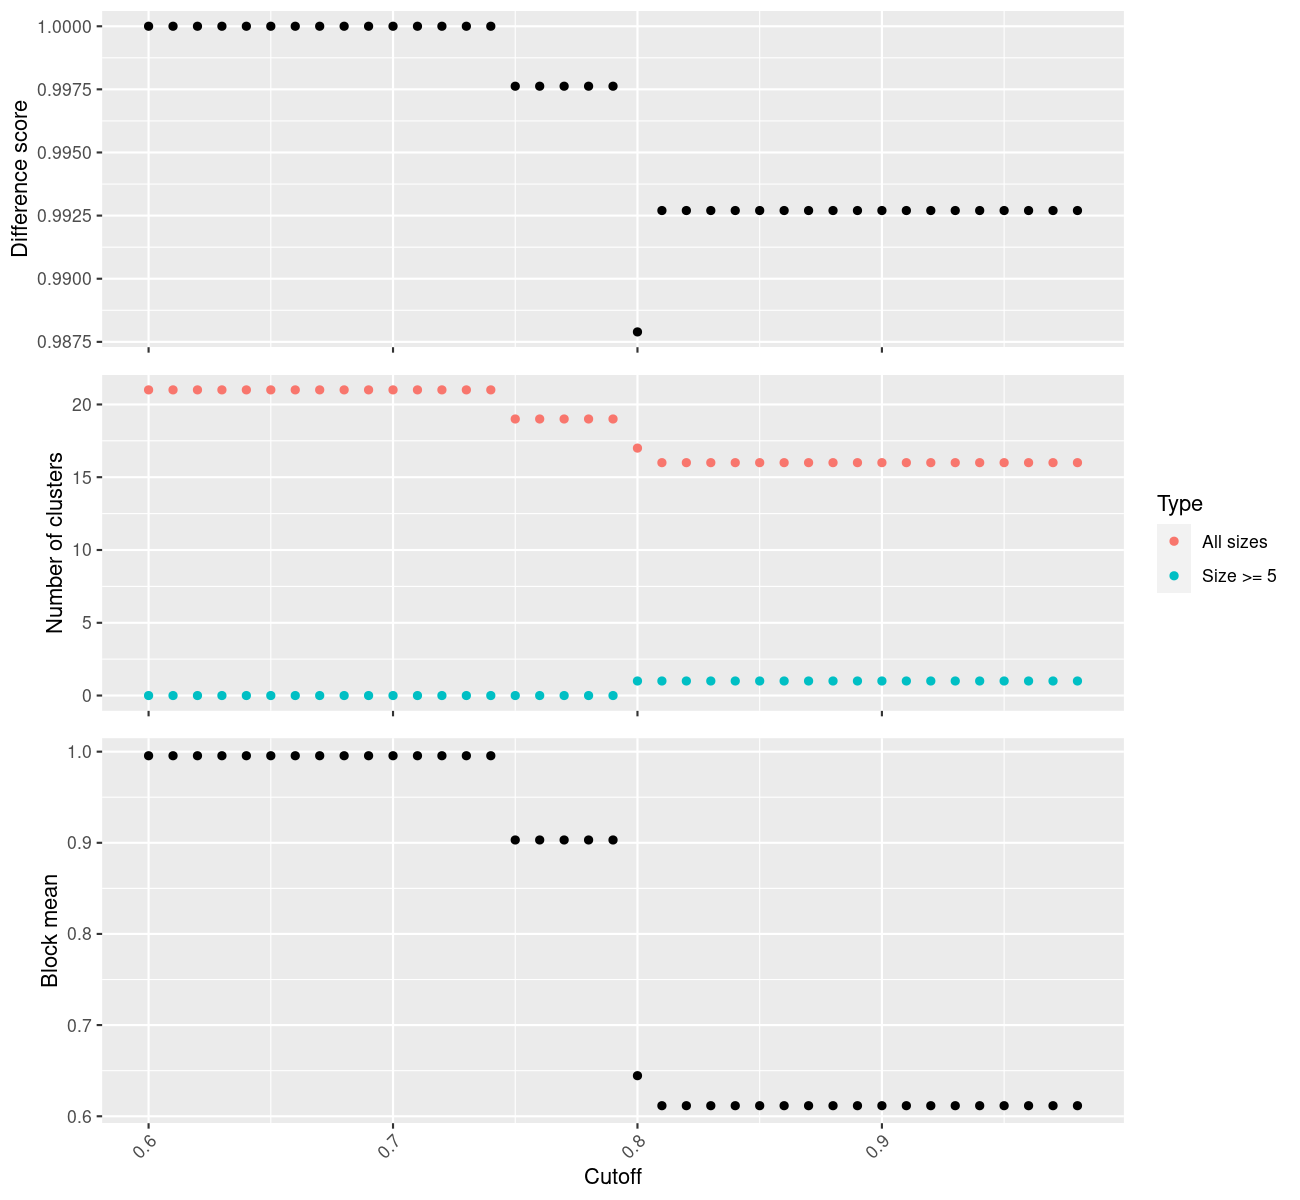 Difference score
1.0000
0.9975
0.9950
0.9925
0.9900
0.9875
Number of clusters
20
15
10
5
0
Type
All sizes
Size >= 5
Block mean
1.0
0.9
0.8
0.7
0.6
0.6
0.7
0.8
0.9
Cutoff